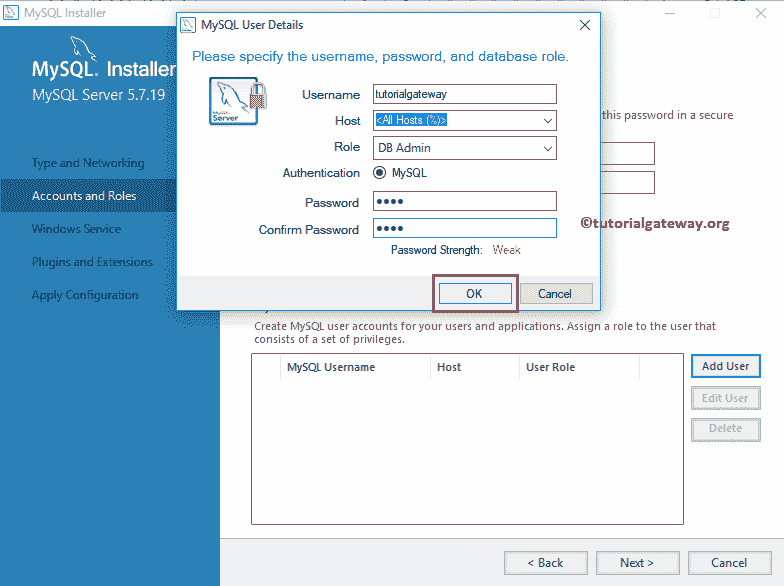 MySQL Installer
MySQL. Installer
MySQL Server 5.7.19
Type and Networking
Accounts and Roles
Windows Service
Plugins and Extensions
Apply Configuration
MySQL User Details
Please specify the username, password, and database role.
MySQL
Server
Username tutorialgateway
Host <All Hosts (%)>
Role DB Admin
Authentication MySQL
Password ••••
Confirm Password ••••
Password Strength: Weak
OK Cancel
this password in a secure
©tutorialgateway.org
Create MySQL user accounts for your users and applications. Assign a role to the user that
consists of a set of privileges.
MySQL Username Host User Role
Add User
Edit User
Delete
< Back Next > Cancel